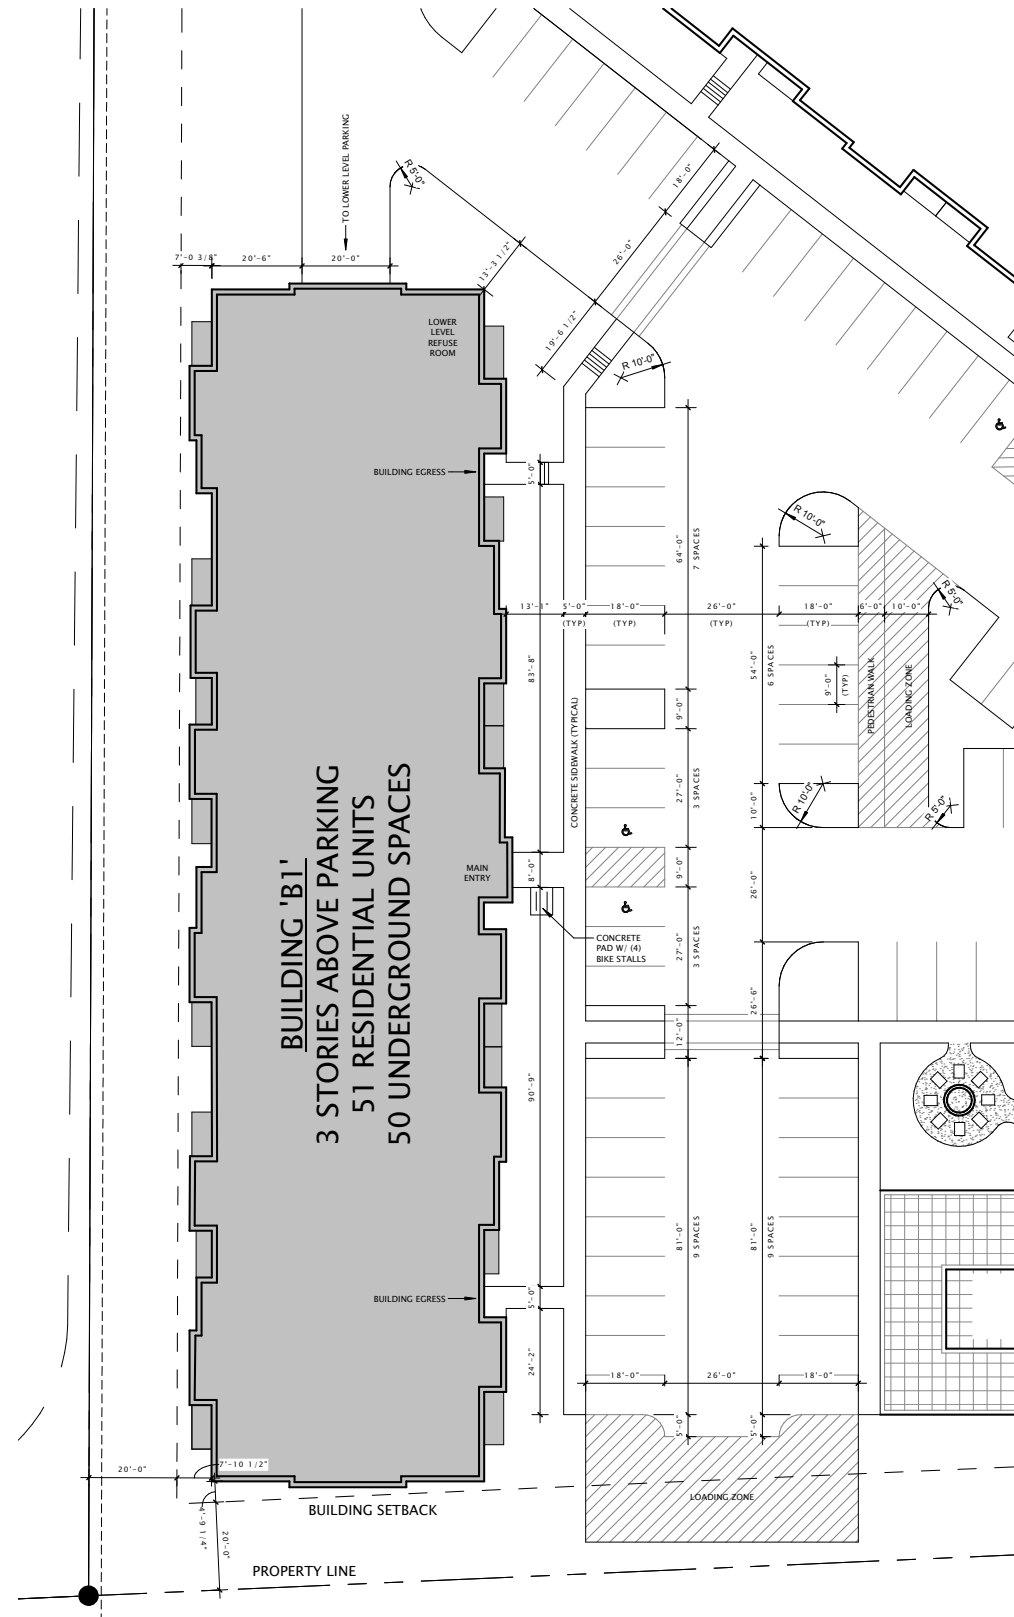 TO LOWER LEVEL PARKING
R 5'-0"
18'-0"
7'-0 3/8"
20'-6"
20'-0"
13'-3 1/2"
26'-0"
19'-6 1/2"
R 10'-0"
LOWER
LEVEL
REFUSE
ROOM
BUILDING EGRESS
5'-0"
64'-0"
7 SPACES
R 10'-0"
R 5'-0"
13'-1"
5'-0"
18'-0"
26'-0"
18'-0"
6'-0"
10'-0"
(TYP)
(TYP)
(TYP)
(TYP)
83'-8"
54'-0"
6 SPACES
9'-0"
(TYP)
PEDESTRIAN WALK
LOADING ZONE
CONCRETE SIDEWALK (TYPICAL)
9'-0"
27'-0"
3 SPACES
10'-0"
R 10'-0"
R 5'-0"
BUILDING 'B1'
3 STORIES ABOVE PARKING
51 RESIDENTIAL UNITS
50 UNDERGROUND SPACES
MAIN
ENTRY
8'-0"
9'-0"
26'-0"
CONCRETE
PAD W/ (4)
BIKE STALLS
27'-0"
3 SPACES
26'-6"
12'-0"
90'-9"
81'-0"
9 SPACES
81'-0"
9 SPACES
BUILDING EGRESS
5'-0"
24'-2"
18'-0"
26'-0"
18'-0"
5'-0"
5'-0"
20'-0"
7'-10 1/2"
LOADING ZONE
BUILDING SETBACK
4'-9 1/4"
20'-0"
PROPERTY LINE